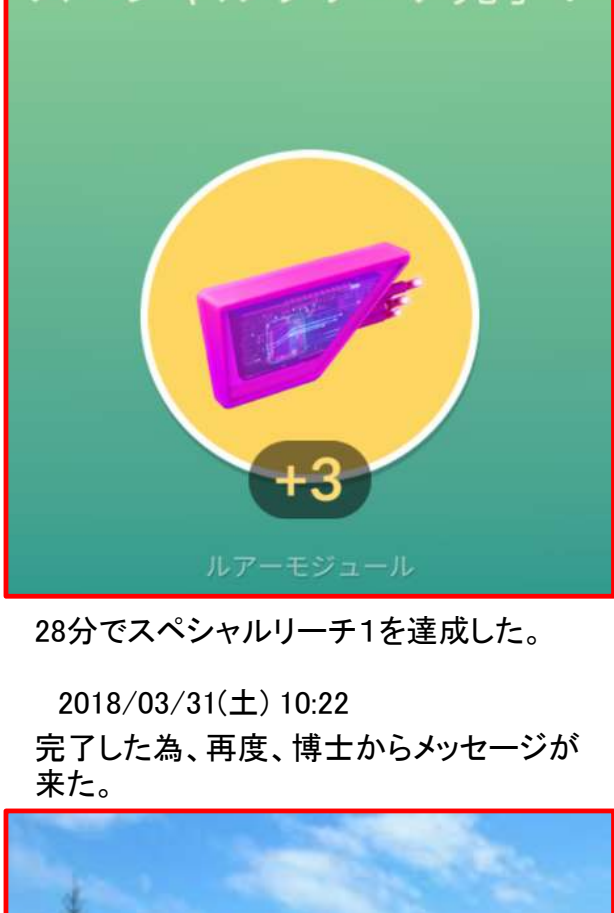 +3
ルアーモジュール
28分でスペシャルリーチ1を達成した。
2018/03/31(土) 10:22
完了した為、再度、博士からメッセージが
来た。